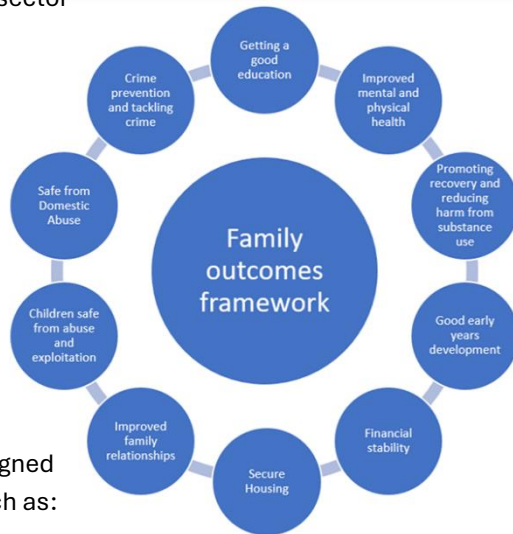 sector
Getting a
good
education
Improved
mental and
physical
health
Promoting
recovery and
reducing
harm from
substance
use
Good early
years
development
Financial
stability
Secure
Housing
Improved
family
relationships
Children safe
from abuse
and
exploitation
Safe from
Domestic
Abuse
Crime
prevention
and tackling
crime
Family
outcomes
framework
gned
ch as: